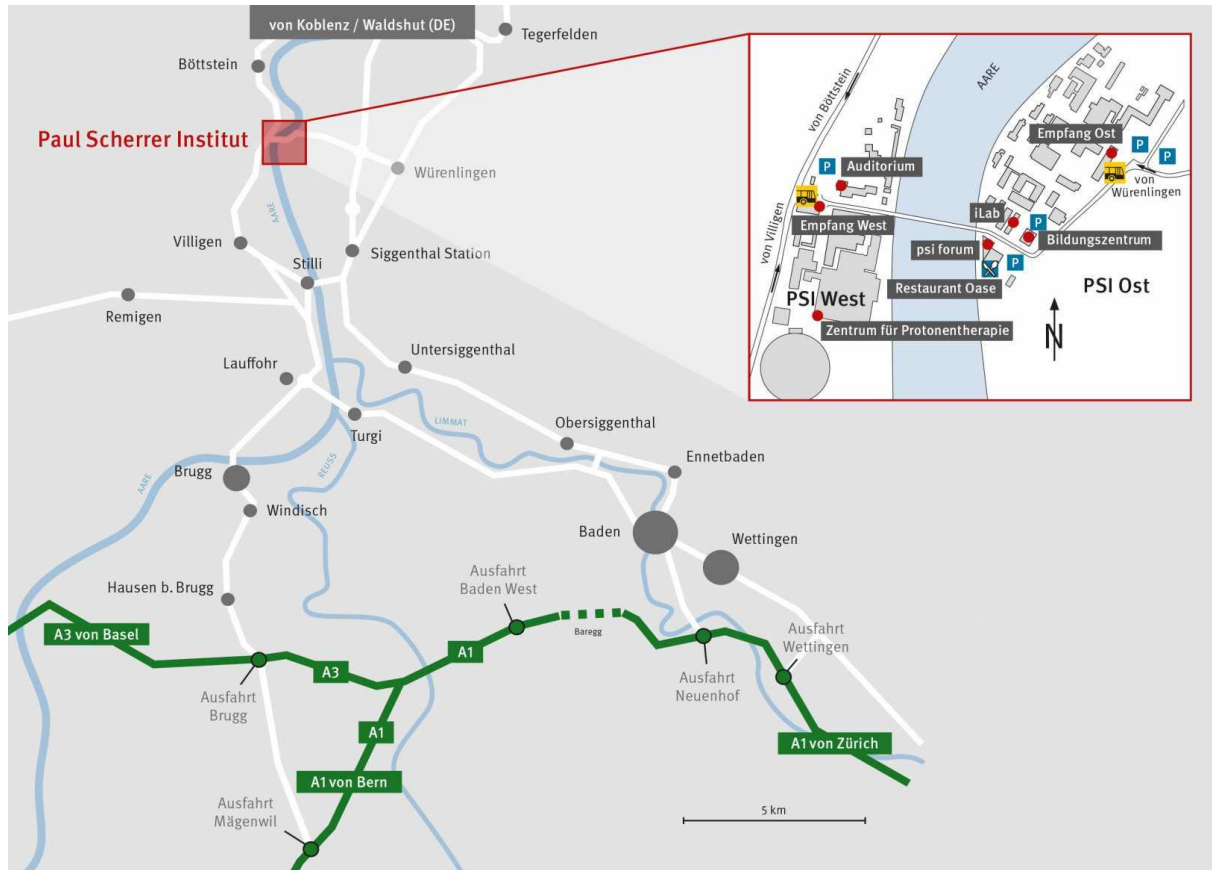 von Koblenz / Waldshut (DE)
Tegerfelden
Böttstein
Paul Scherrer Institut
Würenlingen
AARE
Villigen
Siggenthal Station
Stilli
Remigen
Untersiggenthal
Lauffohr
LIMMAT
Turgi
Obersiggenthal
Ennetbaden
REUSS
AARE
Brugg
Windisch
Baden
Wettingen
Hausen b. Brugg
Ausfahrt
Baden West
A3 von Basel
Baregg
Ausfahrt
Wettingen
A1
A3
Ausfahrt
Brugg
Ausfahrt
Neuenhof
A1
A1 von Zürich
A1 von Bern
Ausfahrt
Mägenwil
5 km
von Böttstein
AARE
Empfang Ost
P
P
P
Auditorium
von
Würenlingen
iLab
P
Empfang West
Bildungszentrum
von Villigen
psi forum
P
Restaurant Oase
PSI West
PSI Ost
Zentrum für Protonentherapie
N